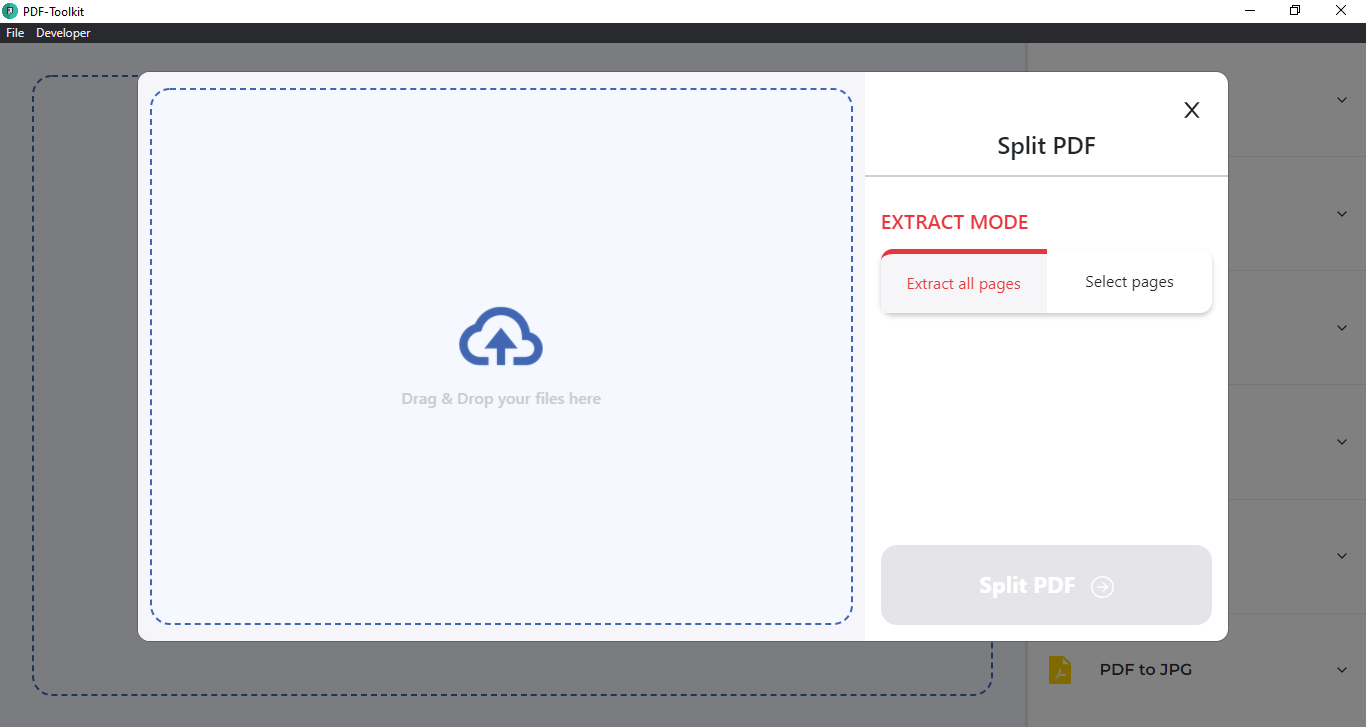 PDF-Toolkit
File Developer
X
Split PDF
EXTRACT MODE
Extract all pages
Select pages
Drag & Drop your files here
Split PDF
PDF to JPG